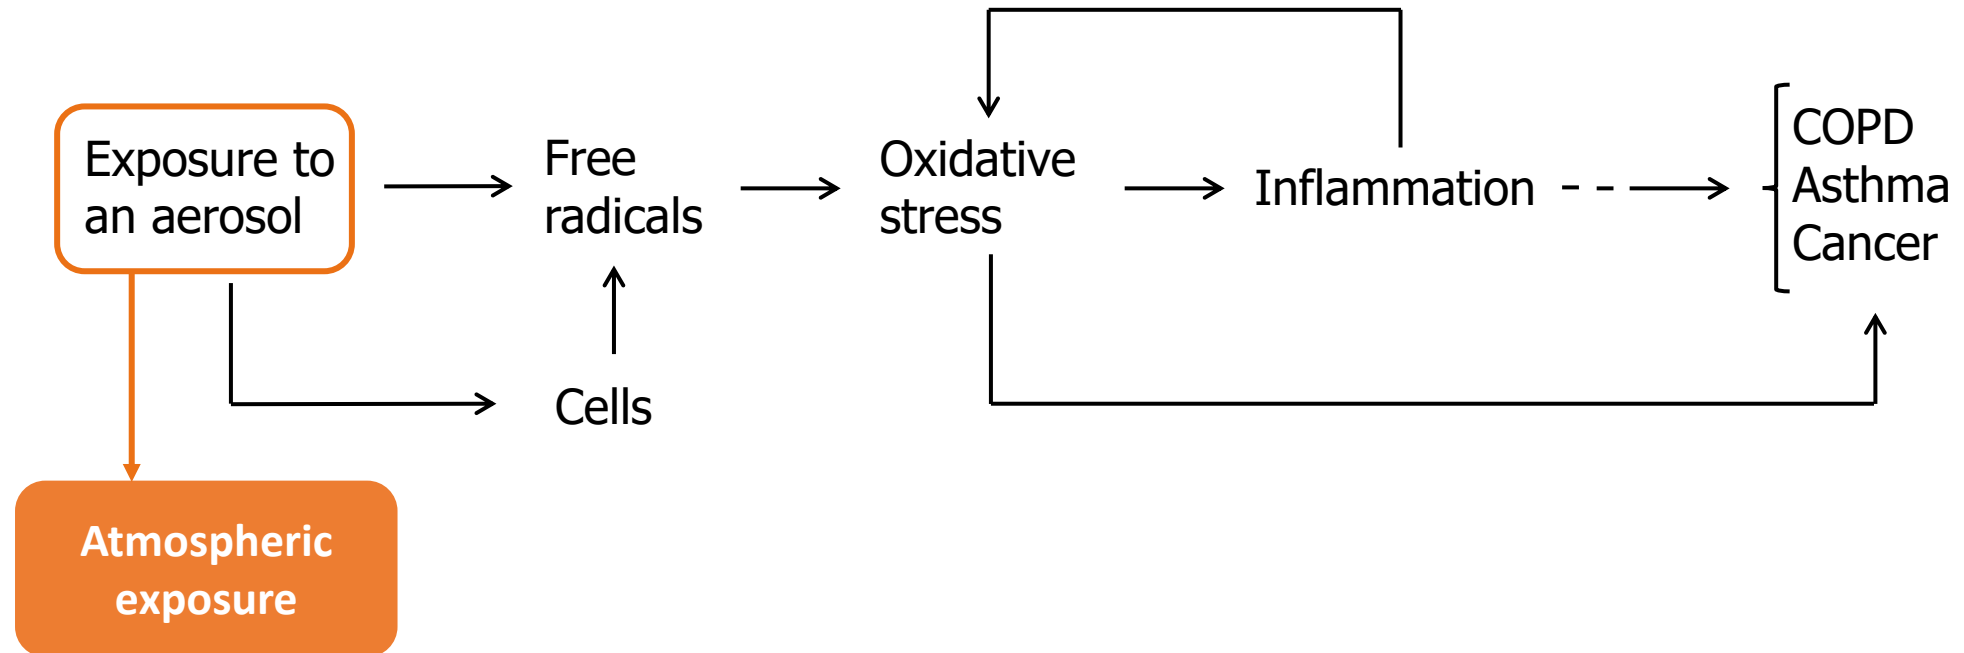 Exposure to
an aerosol
Free
radicals
Oxidative
stress
Inflammation
COPD
Asthma
Cancer
Cells
Atmospheric
exposure